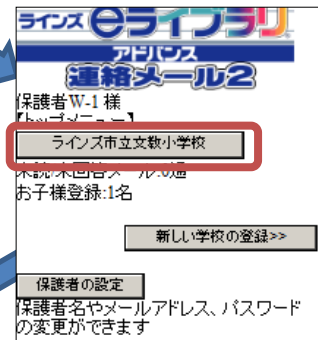 ラインズ eライブラリ
アドバンス
連絡メール2
保護者W-1 様
【トップメニュー】
ラインズ市立文教小学校
未読/未回答メール:0通
お子様登録:1名
新しい学校の登録>>
保護者の設定
保護者名やメールアドレス、パスワード
の変更ができます